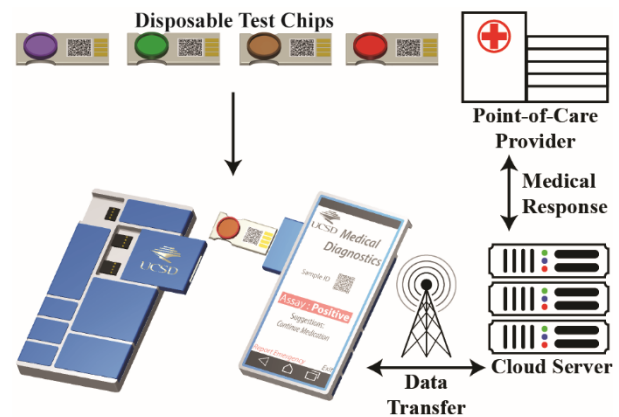 Disposable Test Chips
Point-of-Care
Provider
Medical
Response
UCSD
UCSD
Medical
Diagnostics
Sample ID
Assay: Positive
Suggestions:
Continue Medication
Report Emergency
Exit
Cloud Server
Data
Transfer